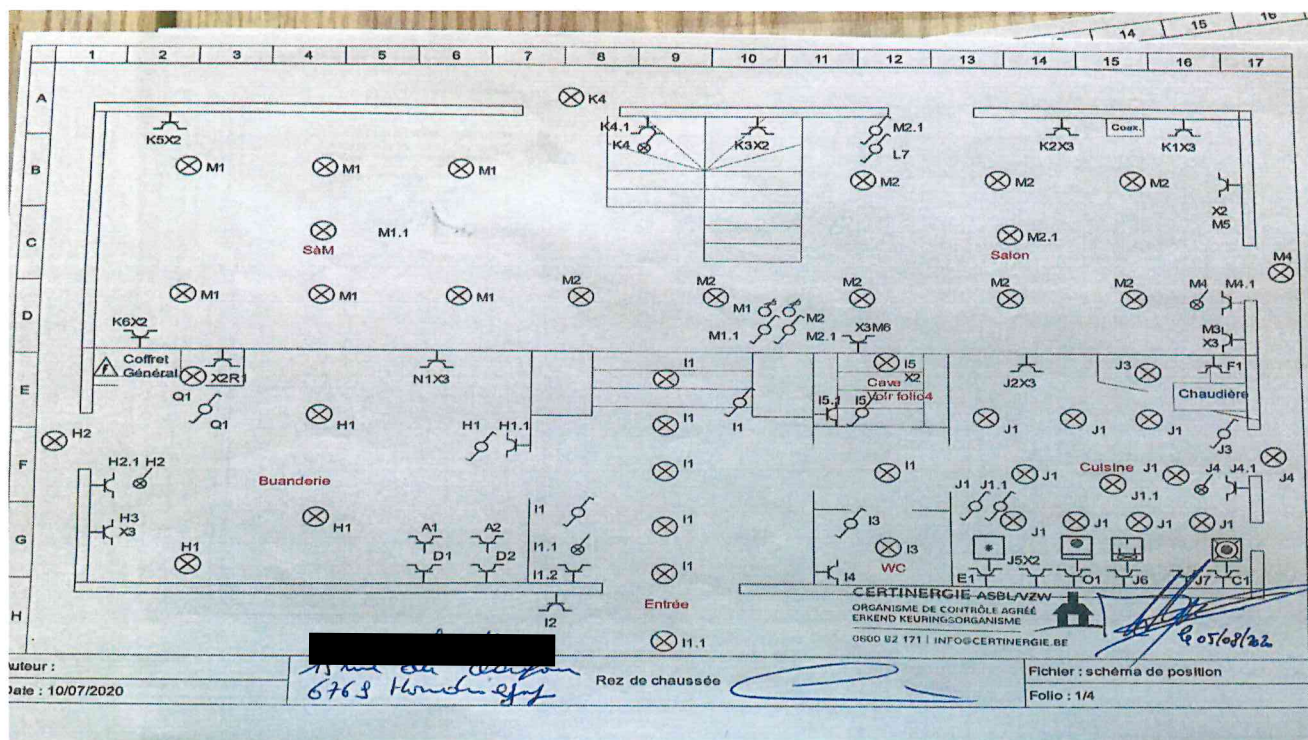 14 15 16
1 2 3 4 5 6 7 8 9 10 11 12 13 14 15 16 17
A K4
K5X2 K4.1 K3X2 M2.1 K2X3 Coax. K1X3
K4 L7
B M1 M1 M1 M2 M2 M2
X2
M5
C M1.1 M2.1
SàM Salon
M4
M2 M2 M2 M2 M2 M4 M4.1
D M1 M1 M1 M1 M2
K6X2 M1.1 M2.1 X3M6 M3
X3
Coffret
Général
E X2R1 N1X3 I1 I5 J2X3 J3 F1
Cave X2
Voir folio4
Chaudière
Q1 I5.1 I5
Q1 H1 I1 I1 J1 J1 J1
H2 H1 H1.1 J3
F H2.1 H2 I1 I1 J1 Cuisine J1 J4 J4.1 J4
Buanderie J1 J1.1 J1.1
H3
X3
I1 I3
G H1 A1 A2 I1 J1 J1 J1 J1
H1 D1 D2 I1.1 I3 J5X2
WC
I1.2 I4 E1 O1 J6 J7 C1
H I2 Entrée
CERTINERGIE ASBL/VZW
ORGANISME DE CONTRÔLE AGRÉÉ
ERKEND KEURINGSORGANISME
0800 82 171 | INFO@CERTINERGIE.BE
I1.1
le 05/08/2020
Auteur :
Rez de chaussée
Fichier : schéma de position
Date : 10/07/2020
Folio : 1/4